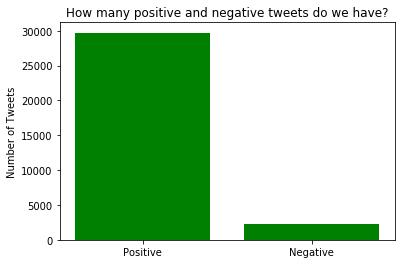 How many positive and negative tweets do we have?
30000
25000
20000
15000
10000
5000
0
Number of Tweets
Positive Negative